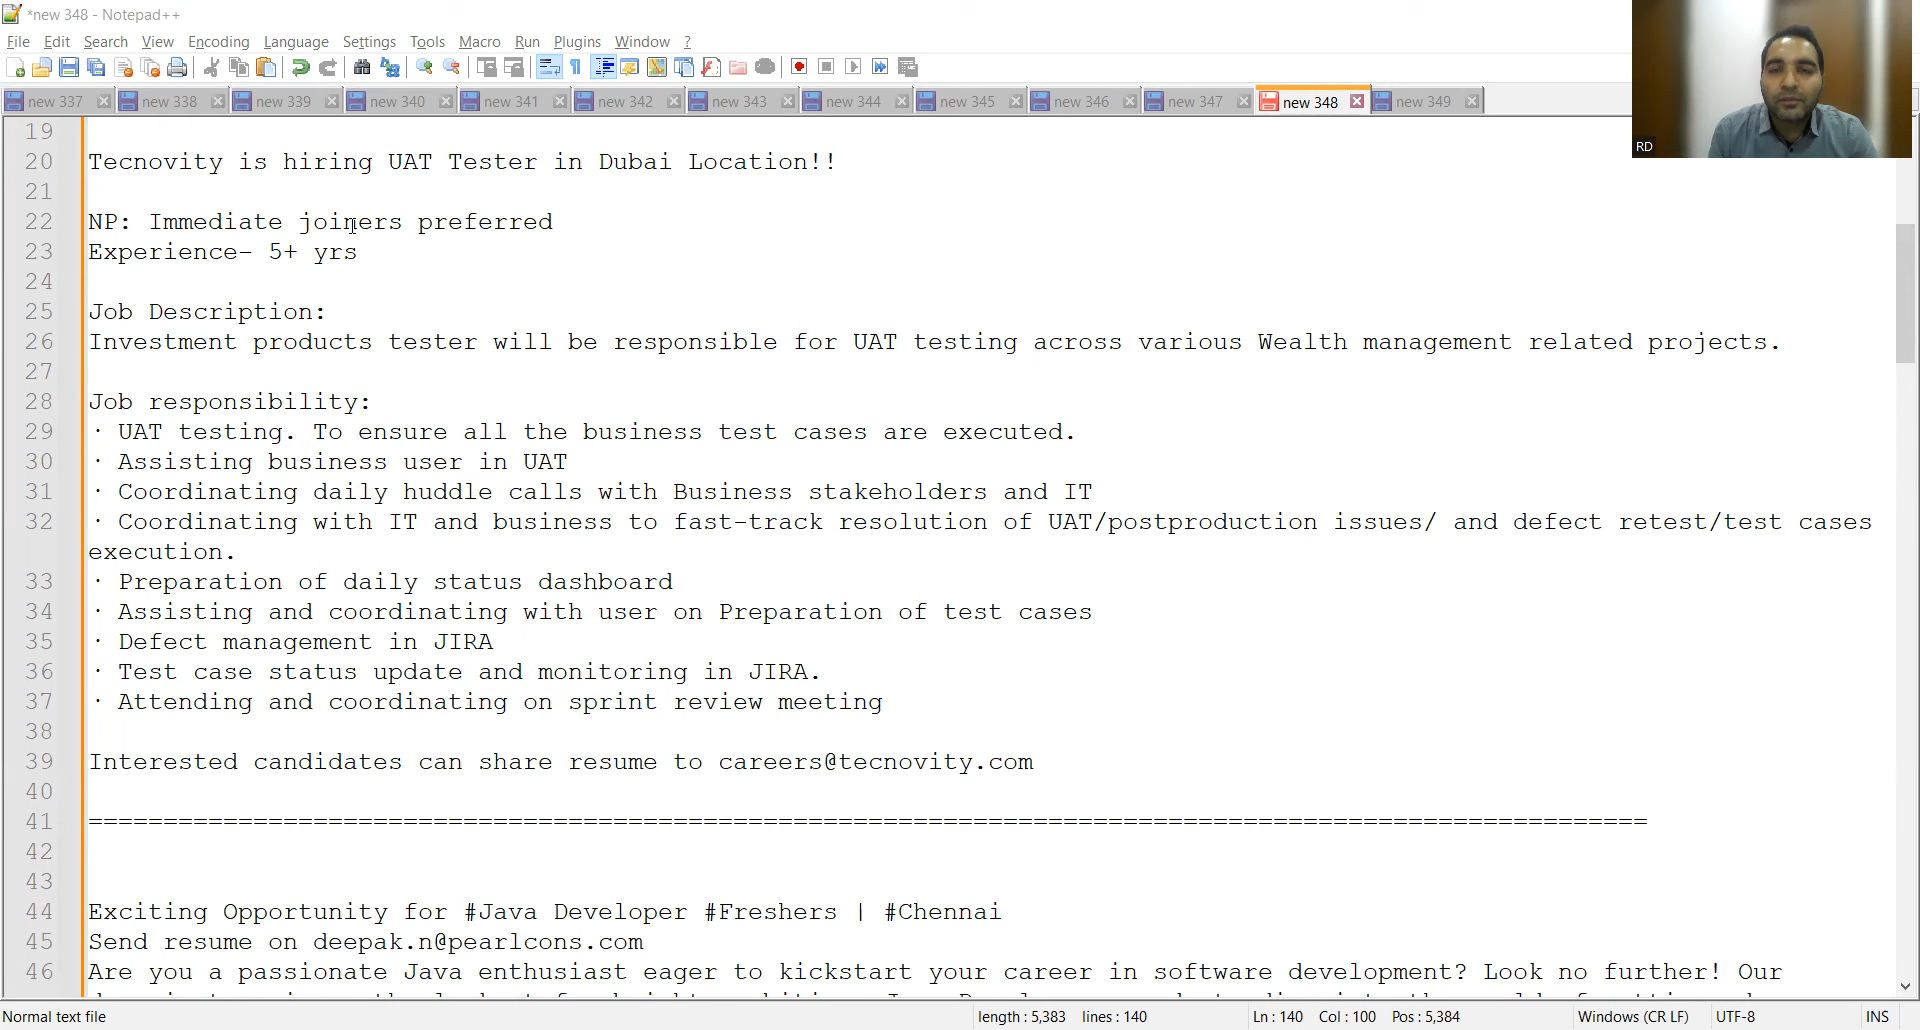 *new 348 - Notepad++
File Edit Search View Encoding Language Settings Tools Macro Run Plugins Window ?
new 337 new 338 new 339 new 340 new 341 new 342 new 343 new 344 new 345 new 346 new 347 new 348 new 349
RD
19
20 Tecnovity is hiring UAT Tester in Dubai Location!!
21
22 NP: Immediate joiners preferred
23 Experience- 5+ yrs
24
25 Job Description:
26 Investment products tester will be responsible for UAT testing across various Wealth management related projects.
27
28 Job responsibility:
29 · UAT testing. To ensure all the business test cases are executed.
30 · Assisting business user in UAT
31 · Coordinating daily huddle calls with Business stakeholders and IT
32 · Coordinating with IT and business to fast-track resolution of UAT/postproduction issues/ and defect retest/test cases
execution.
33 · Preparation of daily status dashboard
34 · Assisting and coordinating with user on Preparation of test cases
35 · Defect management in JIRA
36 · Test case status update and monitoring in JIRA.
37 · Attending and coordinating on sprint review meeting
38
39 Interested candidates can share resume to careers@tecnovity.com
40
41 ========================================================================================================
42
43
44 Exciting Opportunity for #Java Developer #Freshers | #Chennai
45 Send resume on deepak.n@pearlcons.com
46 Are you a passionate Java enthusiast eager to kickstart your career in software development? Look no further! Our
Normal text file length : 5,383 lines : 140 Ln : 140 Col : 100 Pos : 5,384 Windows (CR LF) UTF-8 INS